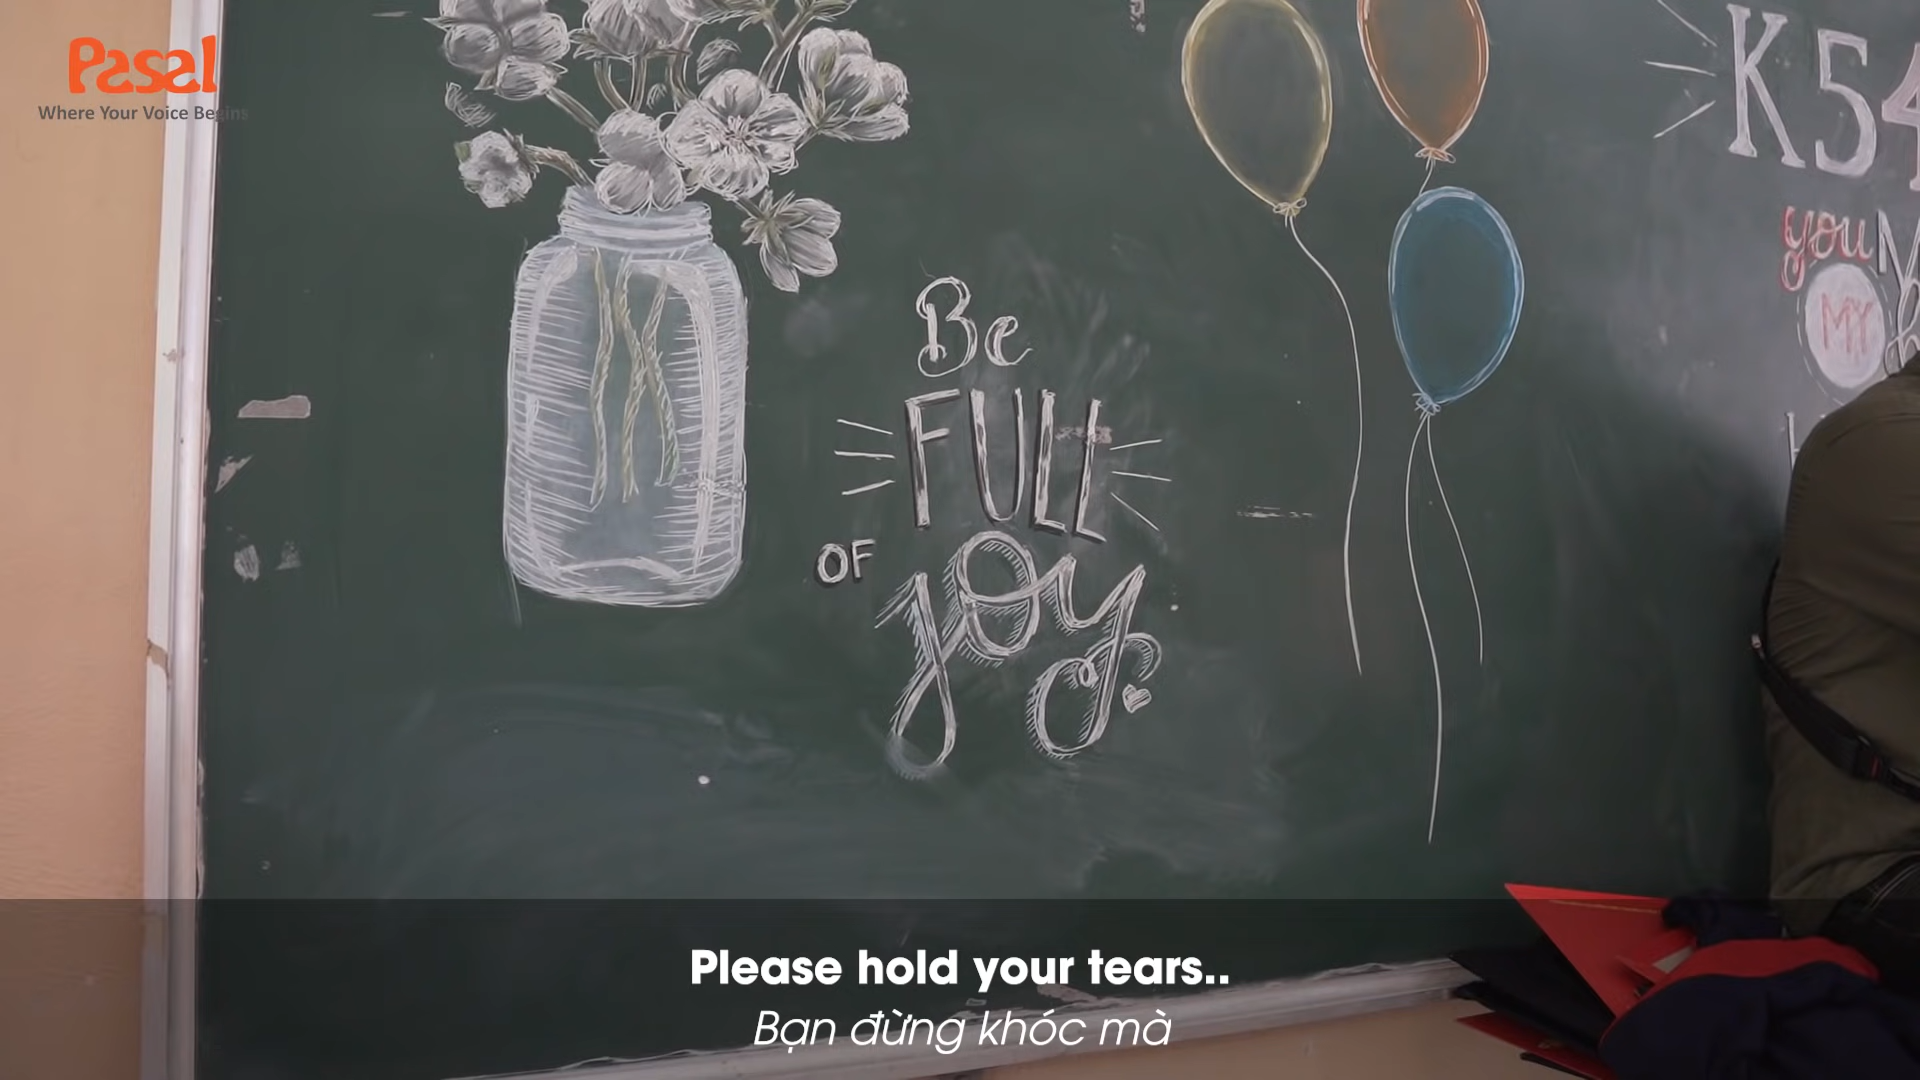 Pasal
Where Your Voice Begins
Be
FULL
OF
joy
K54
you
MY
Please hold your tears..
Bạn đừng khóc mà